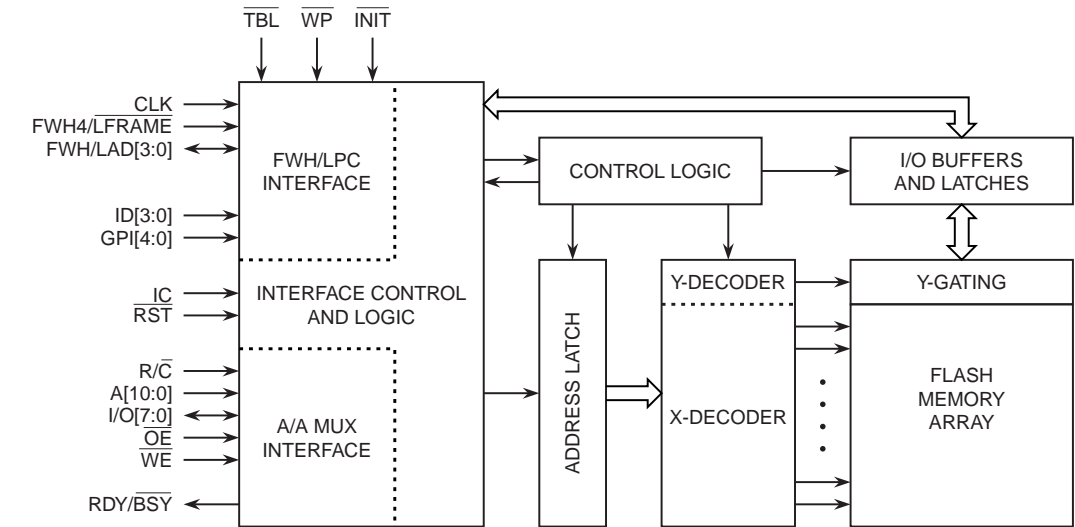 TBL WP INIT
CLK
FWH4/LFRAME
FWH/LAD[3:0]
ID[3:0]
GPI[4:0]
IC
RST
R/C
A[10:0]
I/O[7:0]
OE
WE
RDY/BSY
FWH/LPC
INTERFACE
INTERFACE CONTROL
AND LOGIC
A/A MUX
INTERFACE
CONTROL LOGIC
I/O BUFFERS
AND LATCHES
ADDRESS LATCH
Y-DECODER
X-DECODER
Y-GATING
FLASH
MEMORY
ARRAY